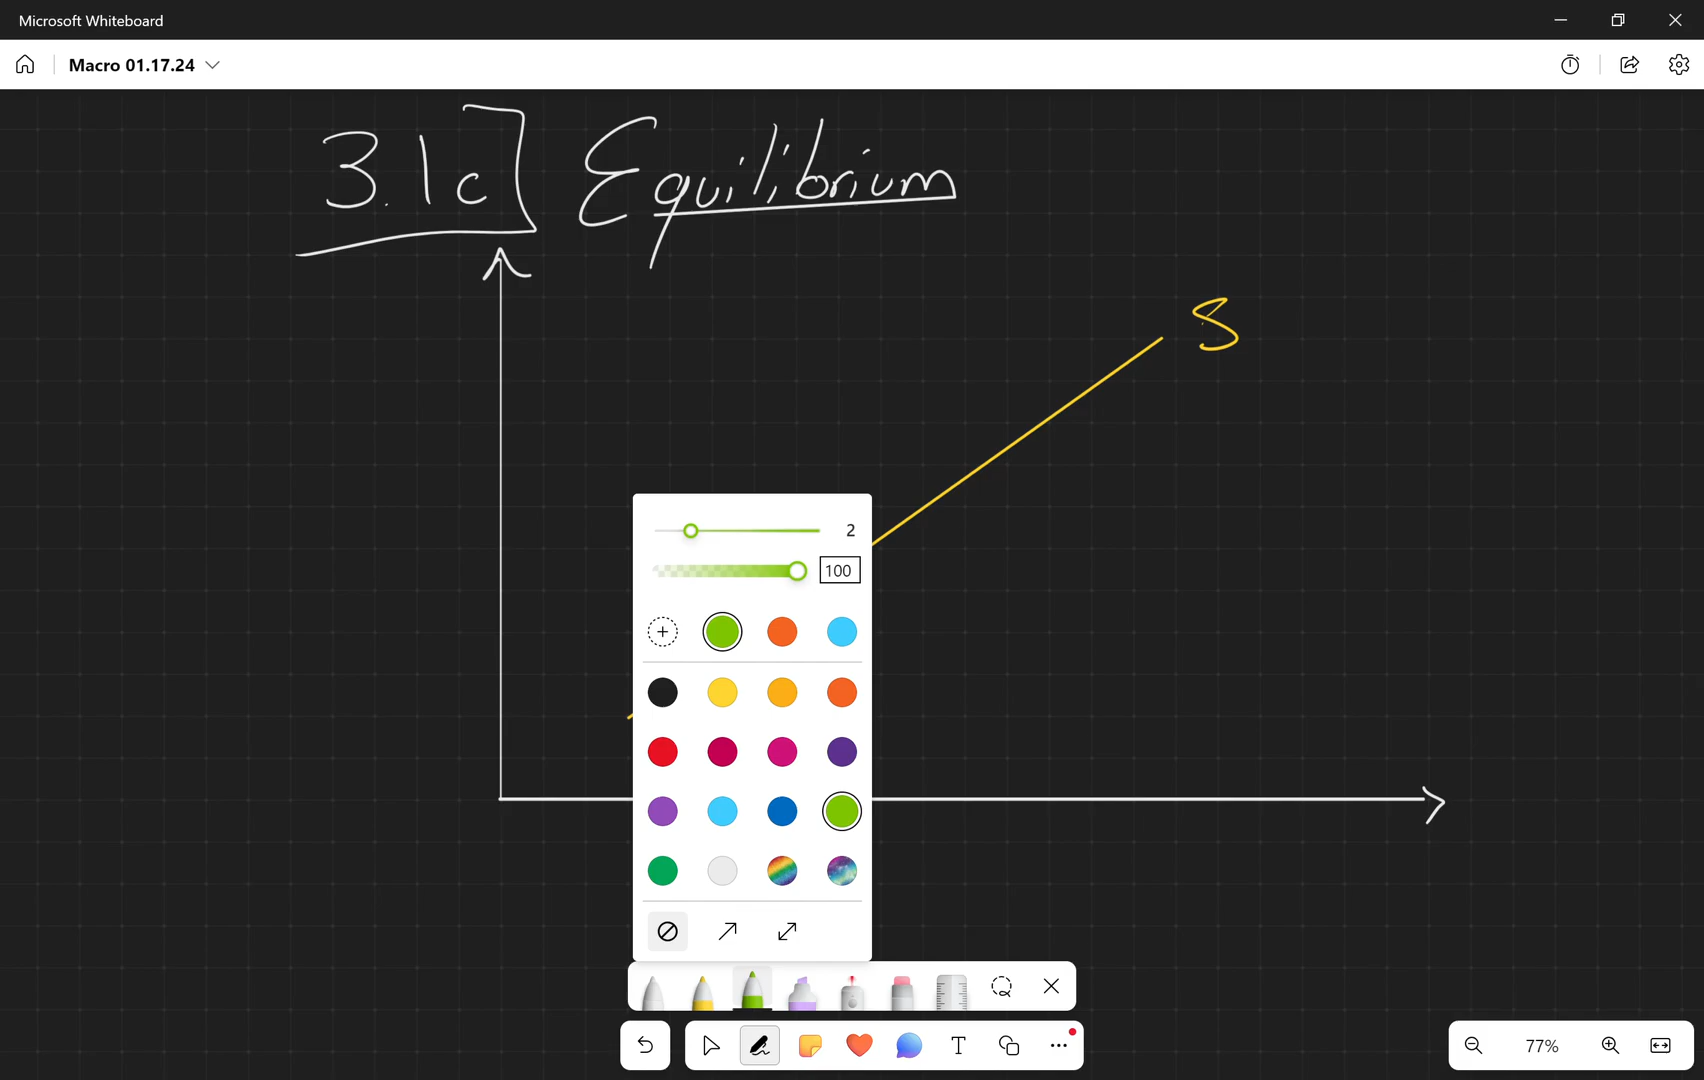 Microsoft Whiteboard
Macro 01.17.24
3.1c] Equilibrium
S
2
100
77%